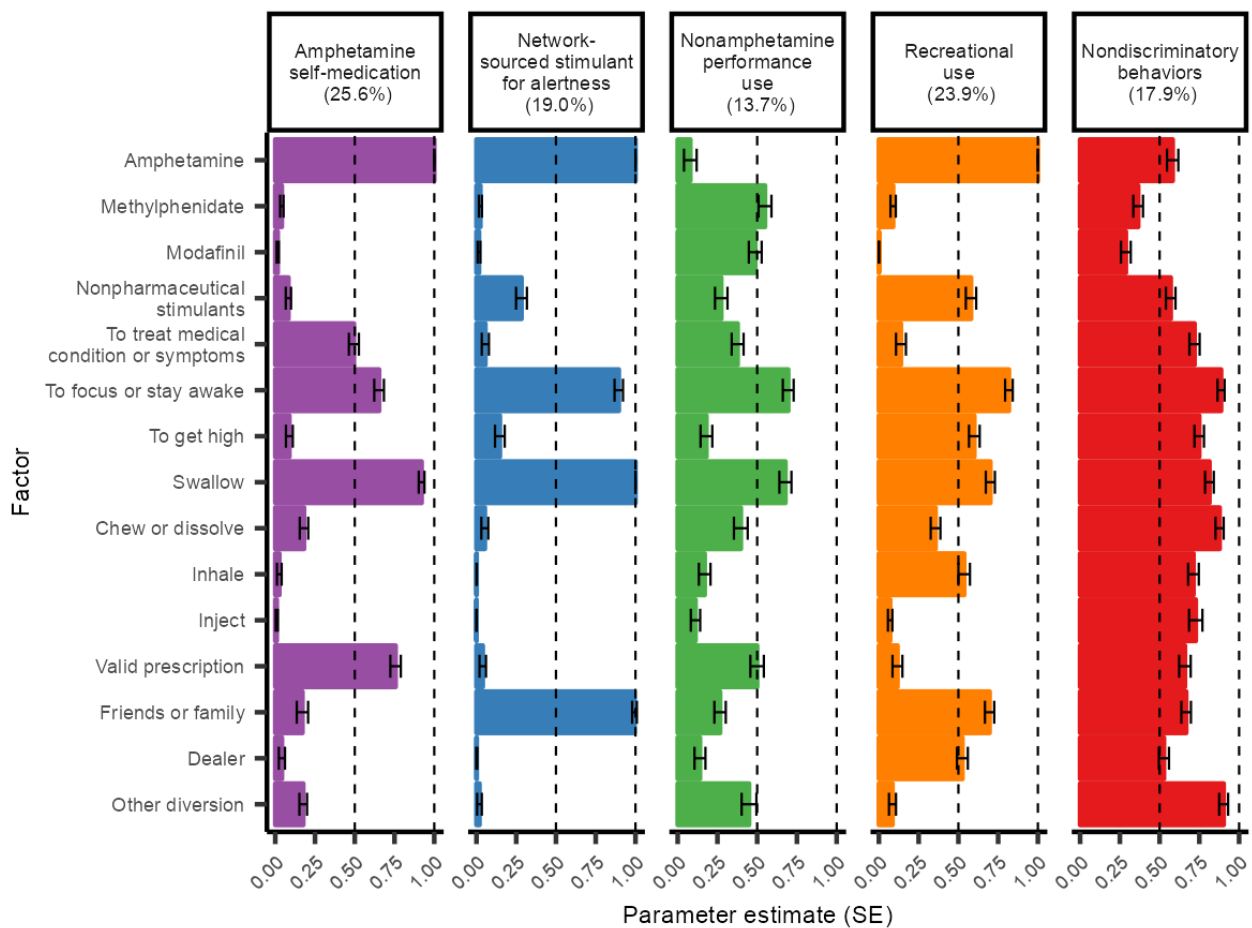 Amphetamine
self-medication
(25.6%)
Network-
sourced stimulant
for alertness
(19.0%)
Nonamphetamine
performance
use
(13.7%)
Recreational
use
(23.9%)
Nondiscriminatory
behaviors
(17.9%)
Factor
Amphetamine
Methylphenidate
Modafinil
Nonpharmaceutical
stimulants
To treat medical
condition or symptoms
To focus or stay awake
To get high
Swallow
Chew or dissolve
Inhale
Inject
Valid prescription
Friends or family
Dealer
Other diversion
0.00 0.25 0.50 0.75 1.00
0.00 0.25 0.50 0.75 1.00
0.00 0.25 0.50 0.75 1.00
0.00 0.25 0.50 0.75 1.00
0.00 0.25 0.50 0.75 1.00
Parameter estimate (SE)